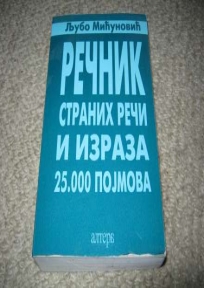 Љубо Мићуновић
РЕЧНИК
СТРАНИХ РЕЧИ
И ИЗРАЗА
25.000 ПОЈМОВА
алтера